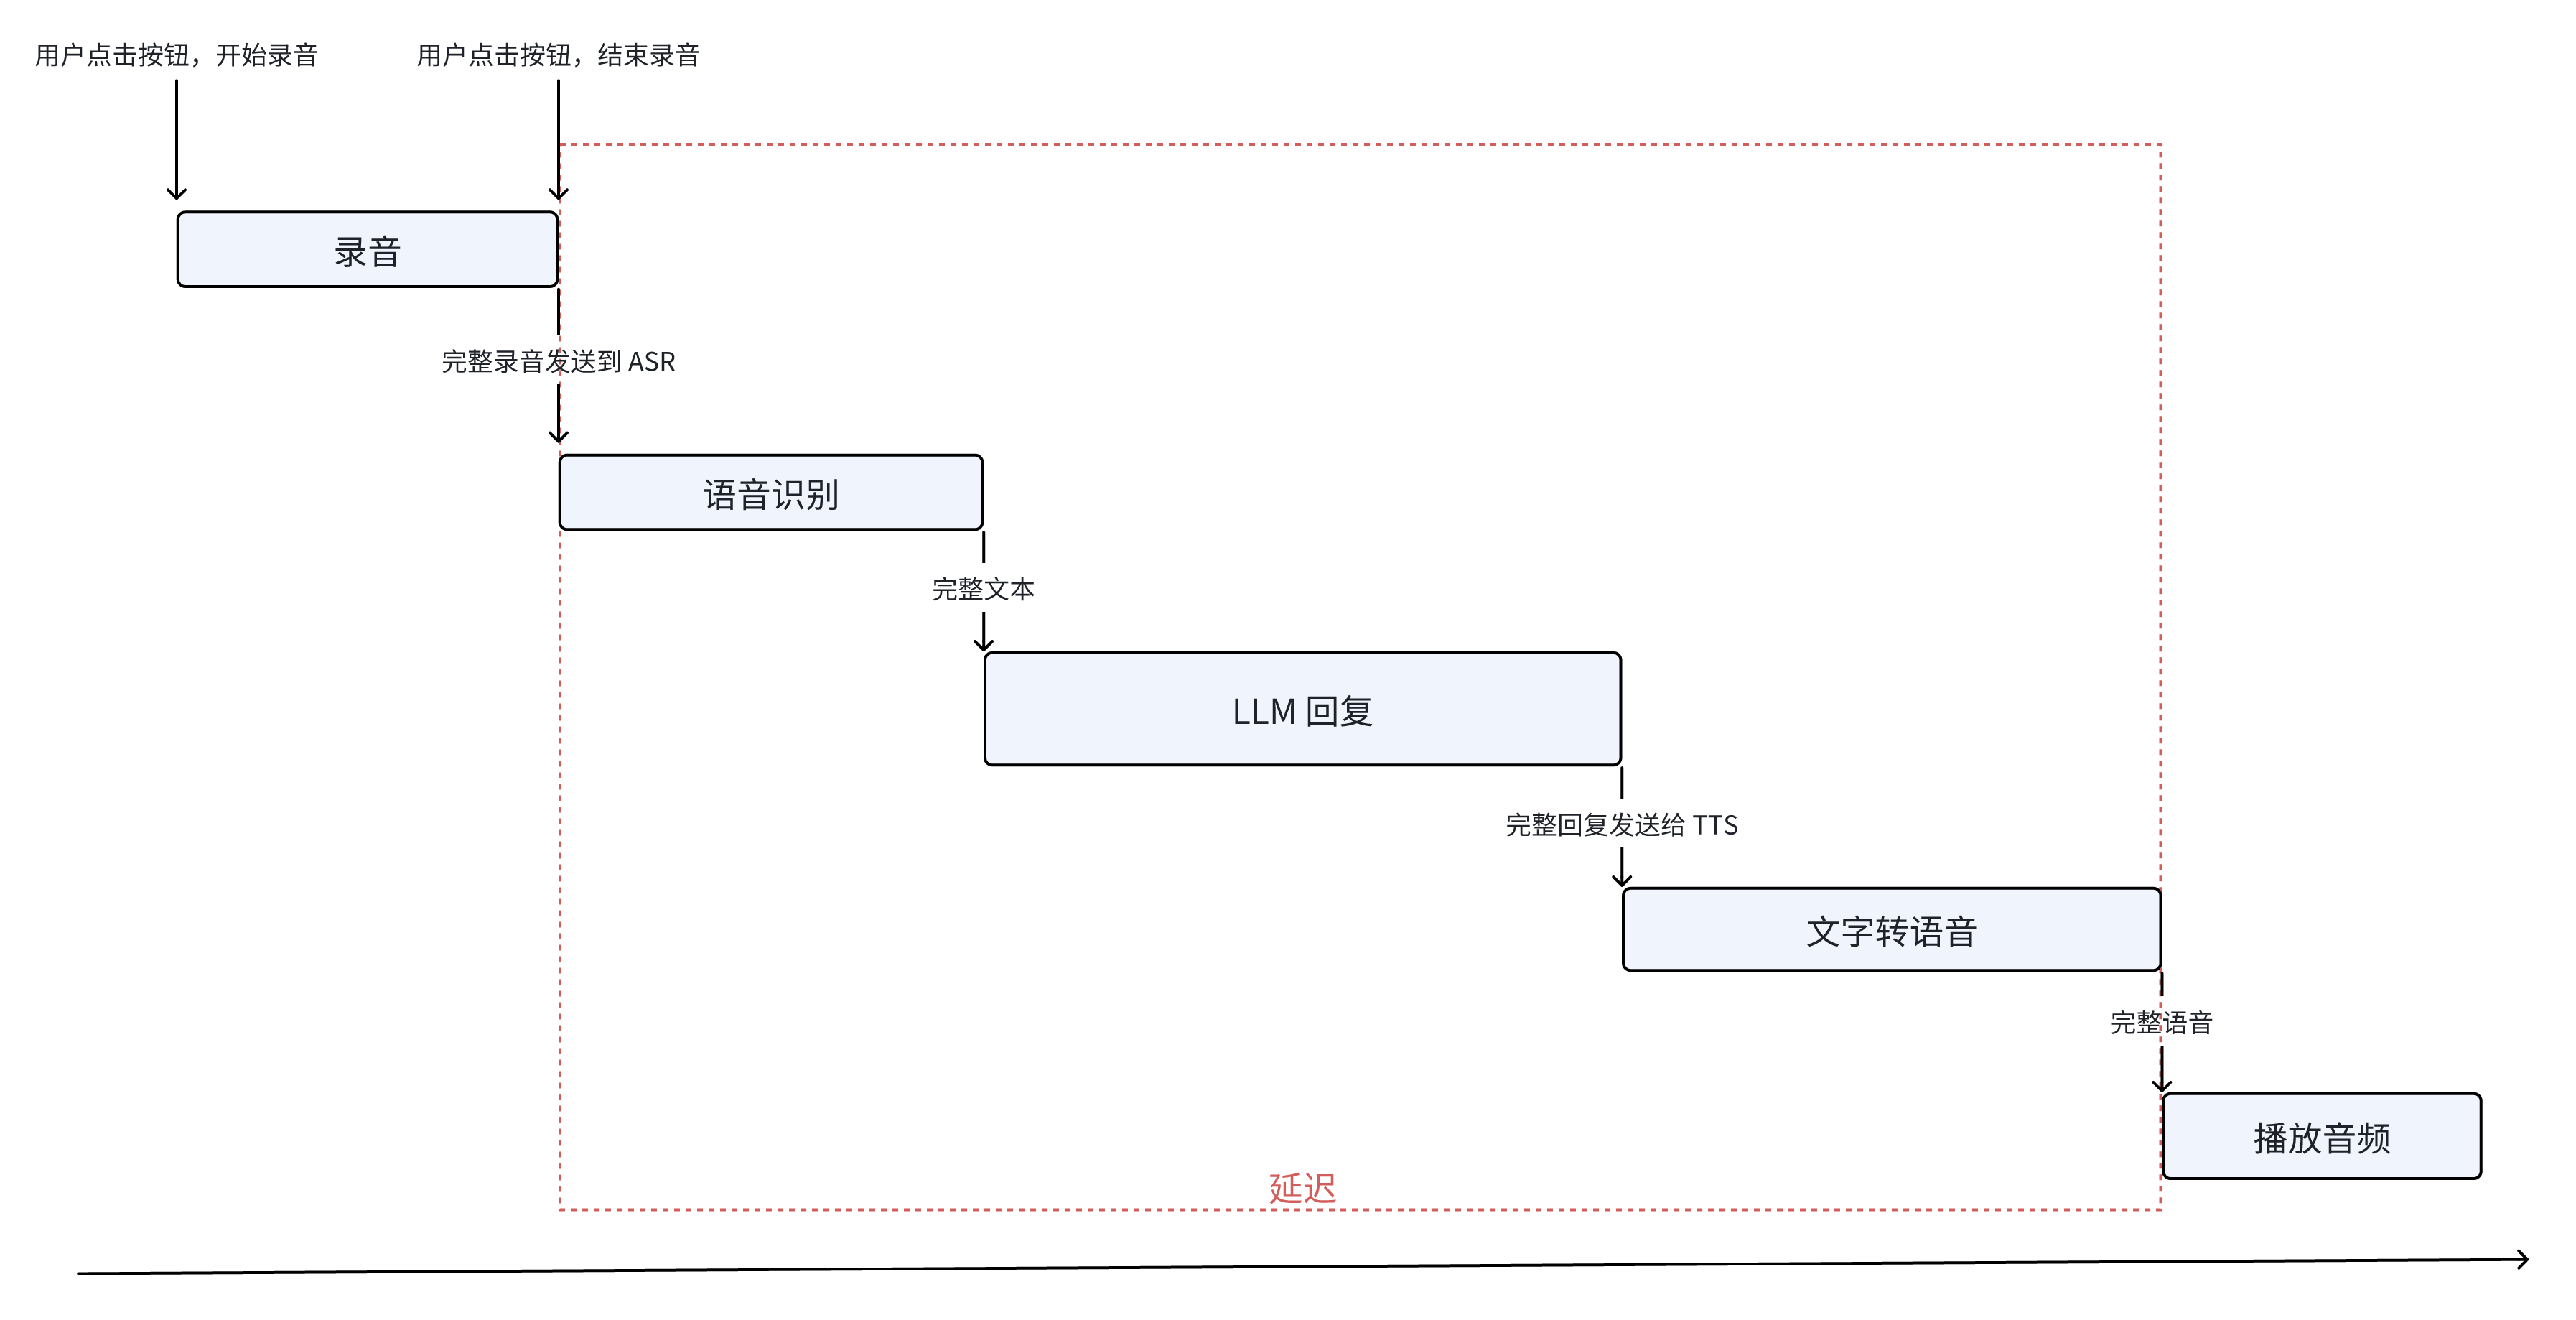 用户点击按钮，开始录音
用户点击按钮，结束录音
录音
完整录音发送到 ASR
语音识别
完整文本
LLM 回复
完整回复发送给 TTS
文字转语音
完整语音
播放音频
延迟